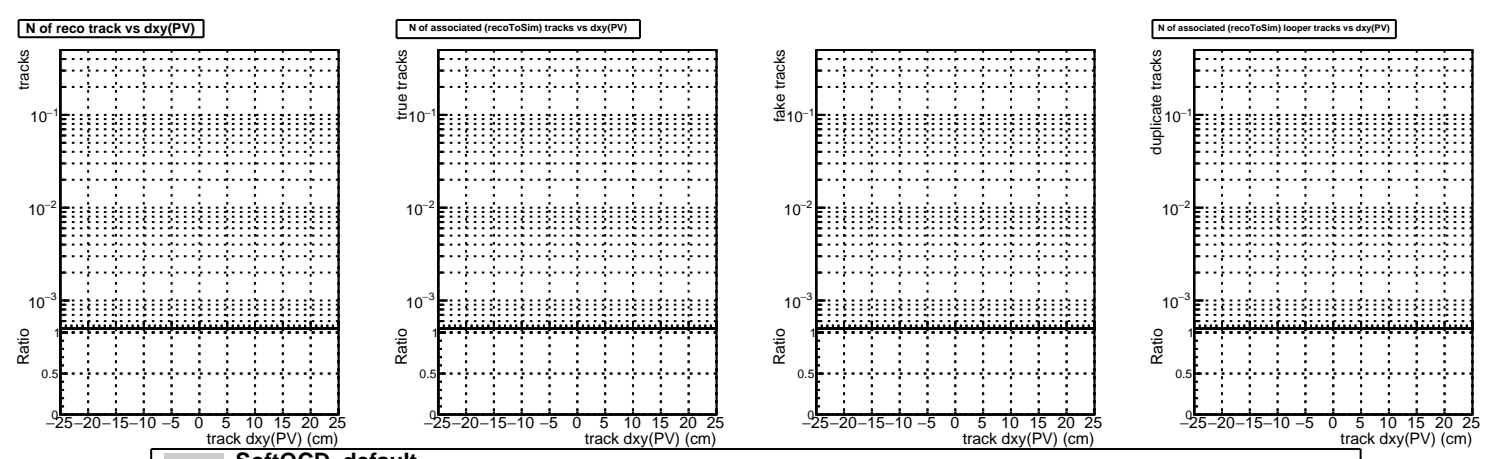 N of reco track vs dxy(PV)
N of associated (recoToSim) tracks vs dxy(PV)
N of associated (recoToSim) looper tracks vs dxy(PV)
tracks
10−1
10−2
10−3
Ratio
1
0.5
0
−25 −20 −15 −10 −5 0 5 10 15 20 25
track dxy(PV) (cm)
true tracks
10−1
10−2
10−3
Ratio
1
0.5
0
−25 −20 −15 −10 −5 0 5 10 15 20 25
track dxy(PV) (cm)
fake tracks
10−1
10−2
10−3
Ratio
1
0.5
0
−25 −20 −15 −10 −5 0 5 10 15 20 25
track dxy(PV) (cm)
duplicate tracks
10−1
10−2
10−3
Ratio
1
0.5
0
−25 −20 −15 −10 −5 0 5 10 15 20 25
track dxy(PV) (cm)
SoftQCD_default